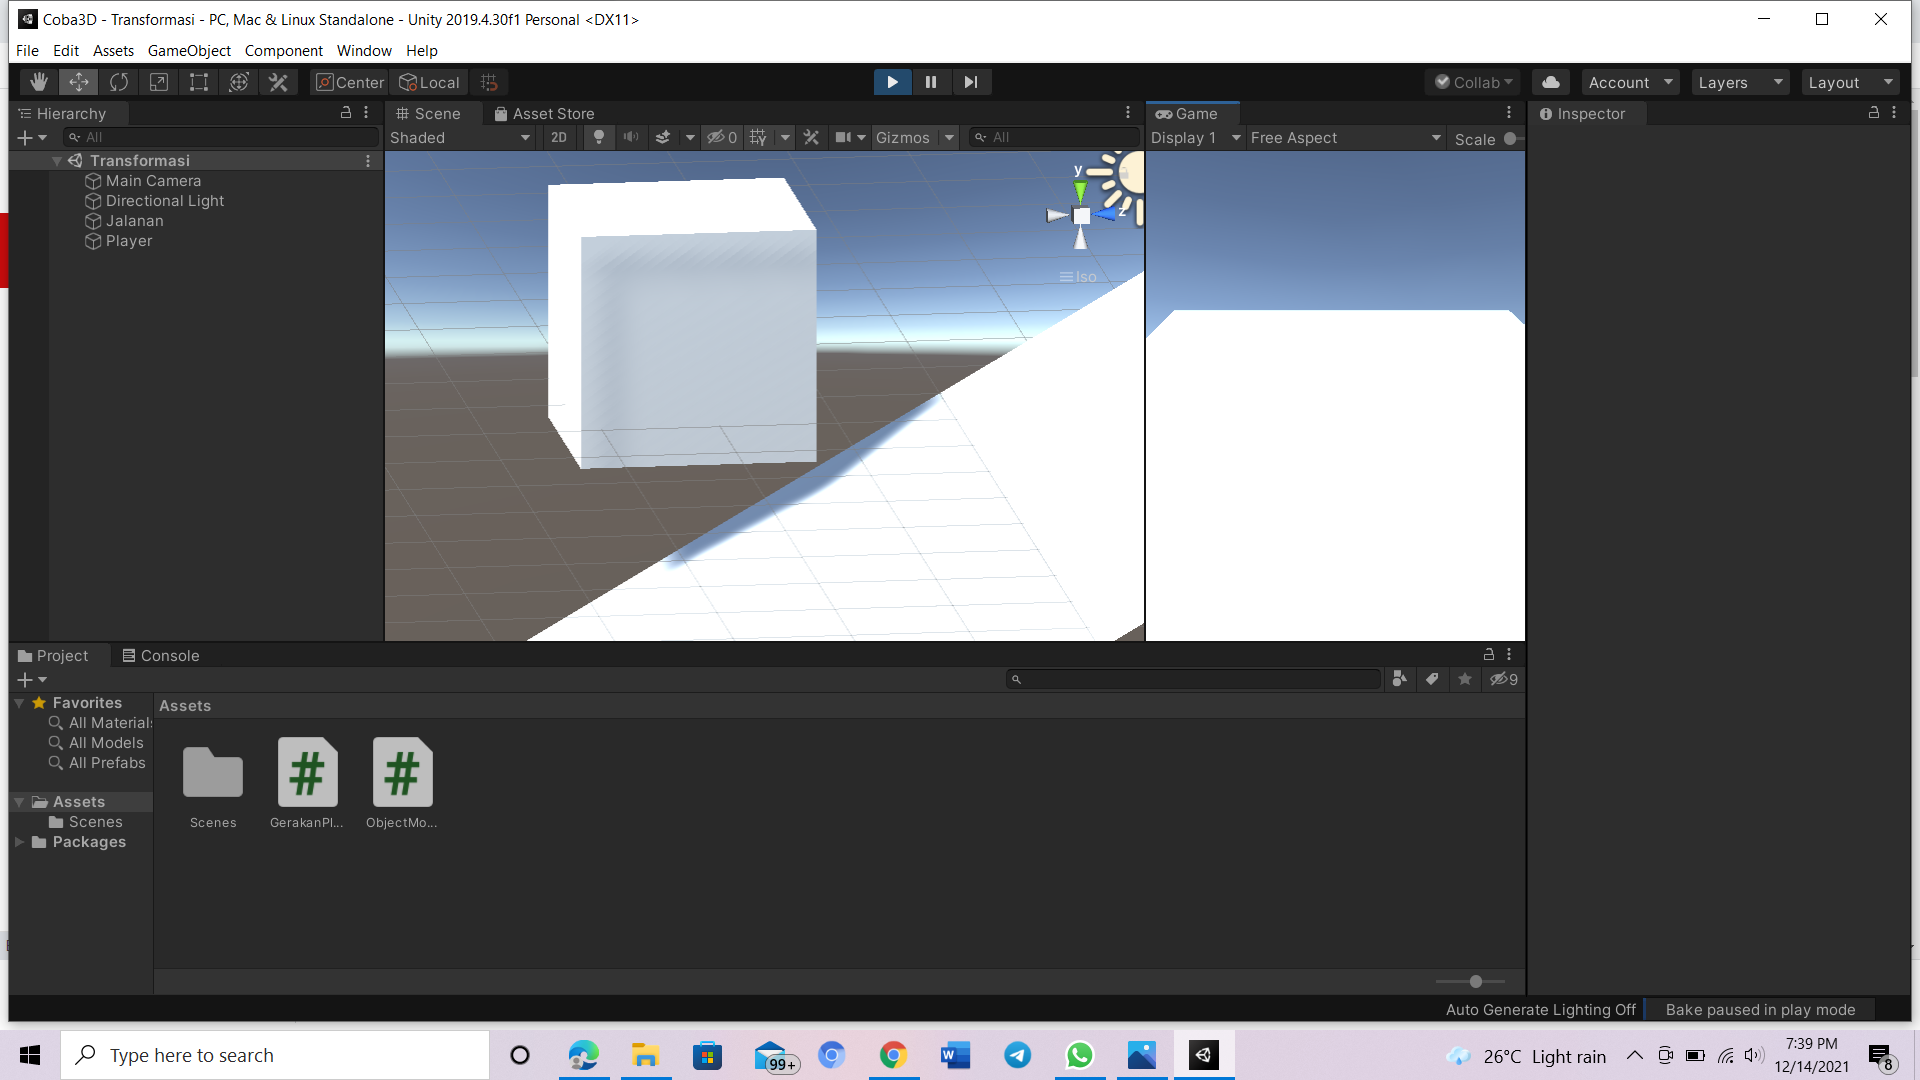 Coba3D - Transformasi - PC, Mac & Linux Standalone - Unity 2019.4.30f1 Personal <DX11>
File Edit Assets GameObject Component Window Help
Center Local Collab Account Layers Layout
Hierarchy
All
Transformasi
Main Camera
Directional Light
Jalanan
Player
Scene Asset Store
Shaded 2D 0 Gizmos All
y
z
Iso
Game
Display 1 Free Aspect Scale
Inspector
Project Console
9
Favorites
All Materials
All Models
All Prefabs
Assets
Scenes
Packages
Assets
Scenes GerakanPl... ObjectMo...
Auto Generate Lighting Off Bake paused in play mode
Type here to search
99+
26°C Light rain
7:39 PM
12/14/2021
8